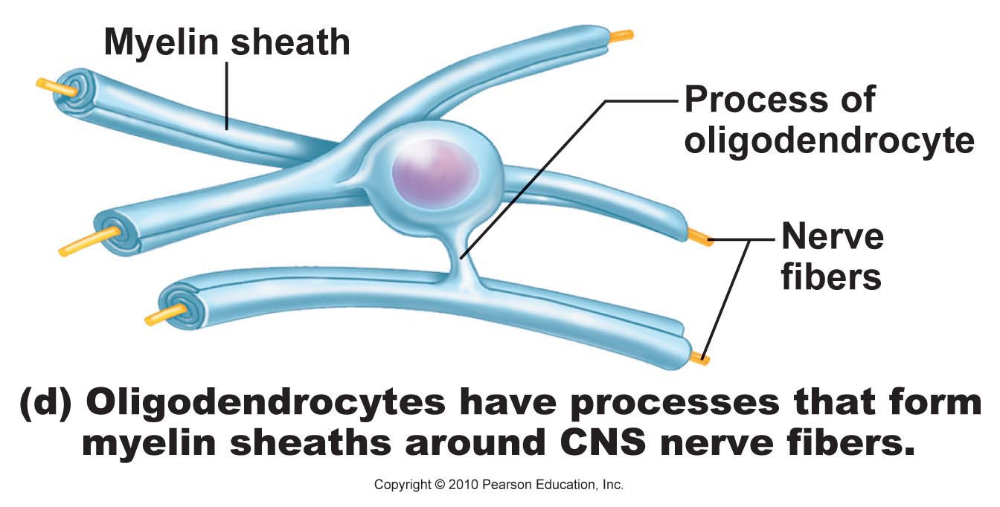 Myelin sheath
Process of
oligodendrocyte
Nerve
fibers
(d) Oligodendrocytes have processes that form
myelin sheaths around CNS nerve fibers.
Copyright © 2010 Pearson Education, Inc.